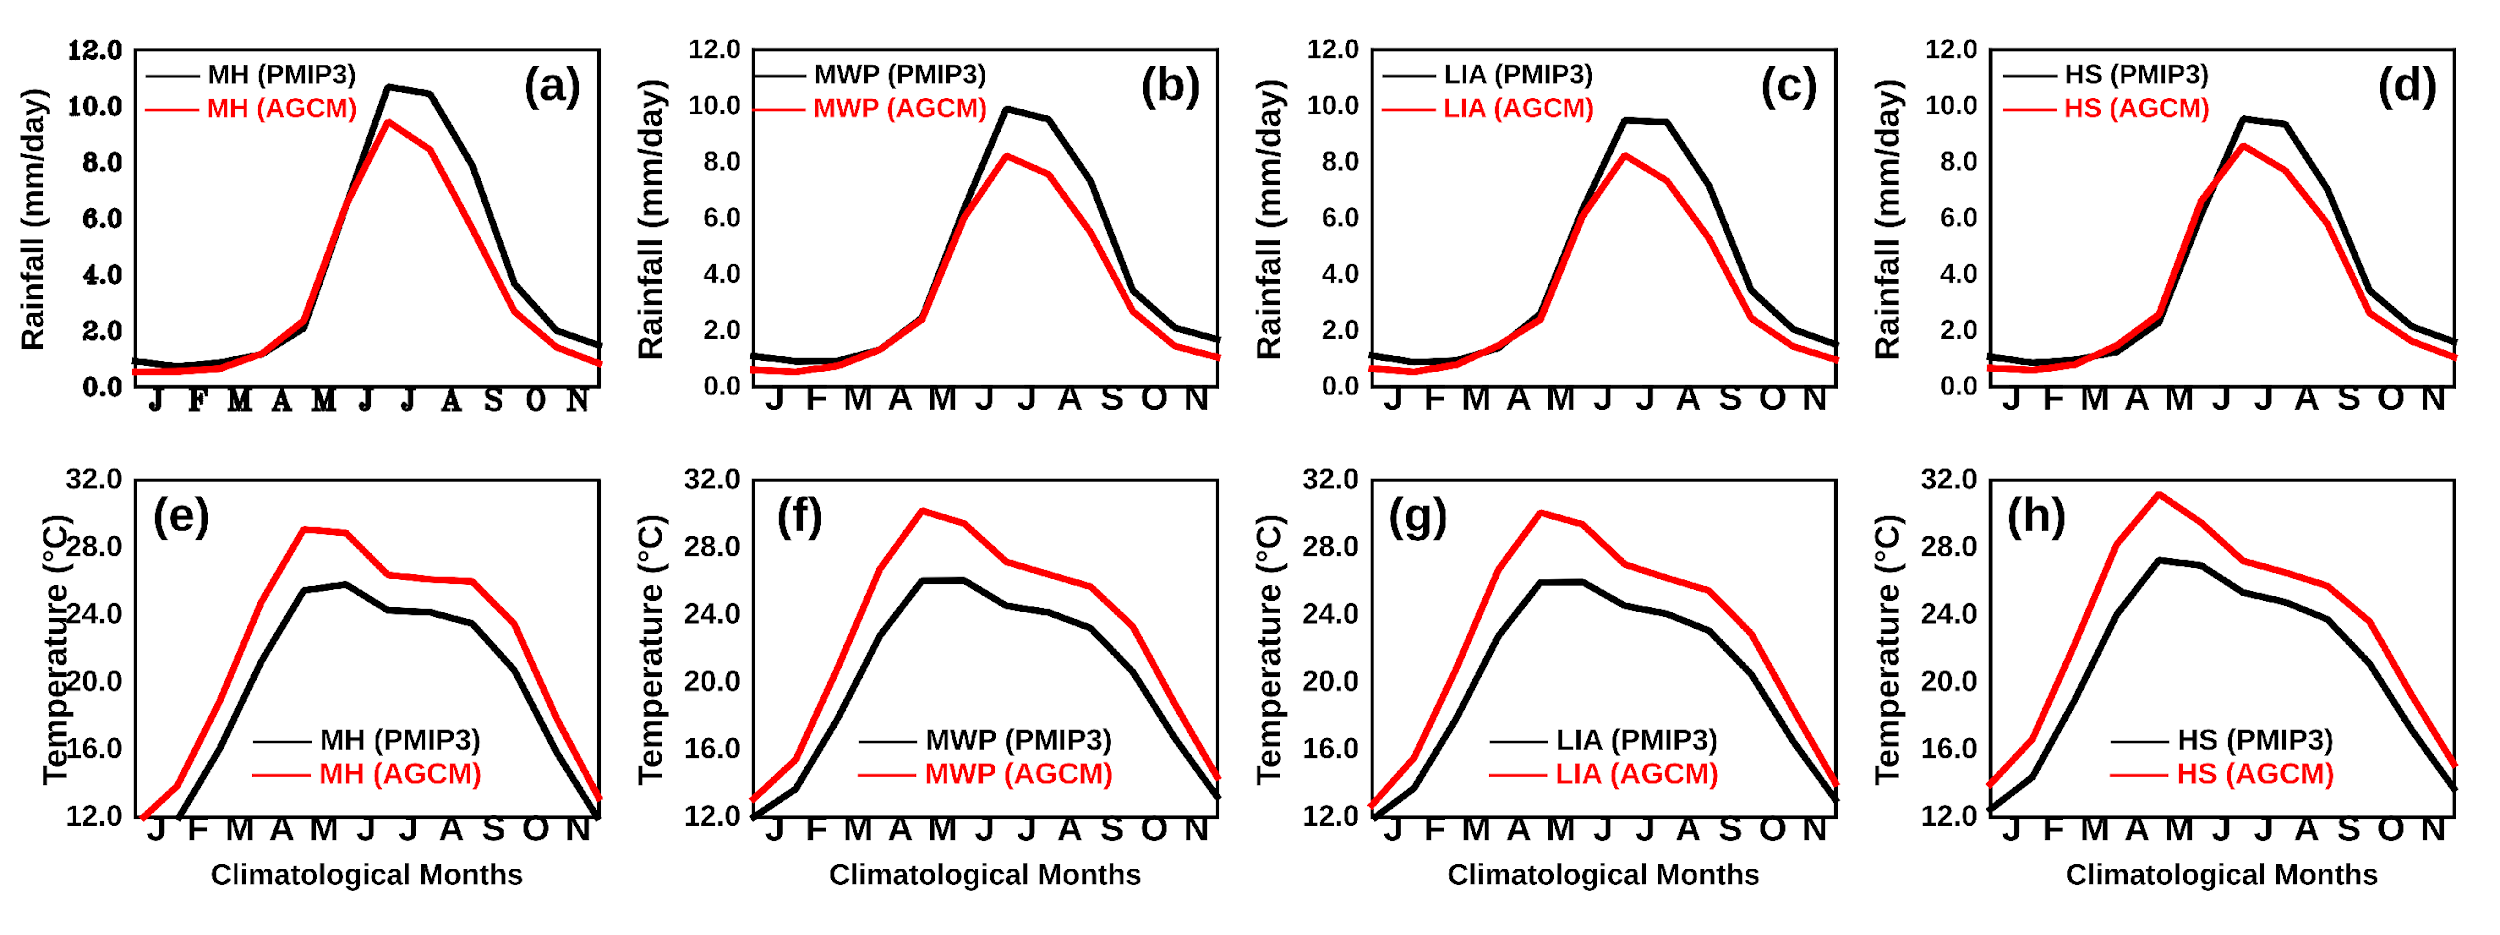 12.0
10.0
8.0
6.0
4.0
2.0
0.0
Rainfall (mm/day)
MH (PMIP3)
MH (AGCM)
(a)
J F M A M J J A S O N
12.0
10.0
8.0
6.0
4.0
2.0
0.0
Rainfall (mm/day)
MWP (PMIP3)
MWP (AGCM)
(b)
J F M A M J J A S O N
12.0
10.0
8.0
6.0
4.0
2.0
0.0
Rainfall (mm/day)
LIA (PMIP3)
LIA (AGCM)
(c)
J F M A M J J A S O N
12.0
10.0
8.0
6.0
4.0
2.0
0.0
Rainfall (mm/day)
HS (PMIP3)
HS (AGCM)
(d)
J F M A M J J A S O N
32.0
28.0
24.0
20.0
16.0
12.0
Temperature (°C)
(e)
MH (PMIP3)
MH (AGCM)
J F M A M J J A S O N
Climatological Months
32.0
28.0
24.0
20.0
16.0
12.0
Temperature (°C)
(f)
MWP (PMIP3)
MWP (AGCM)
J F M A M J J A S O N
Climatological Months
32.0
28.0
24.0
20.0
16.0
12.0
Temperature (°C)
(g)
LIA (PMIP3)
LIA (AGCM)
J F M A M J J A S O N
Climatological Months
32.0
28.0
24.0
20.0
16.0
12.0
Temperature (°C)
(h)
HS (PMIP3)
HS (AGCM)
J F M A M J J A S O N
Climatological Months